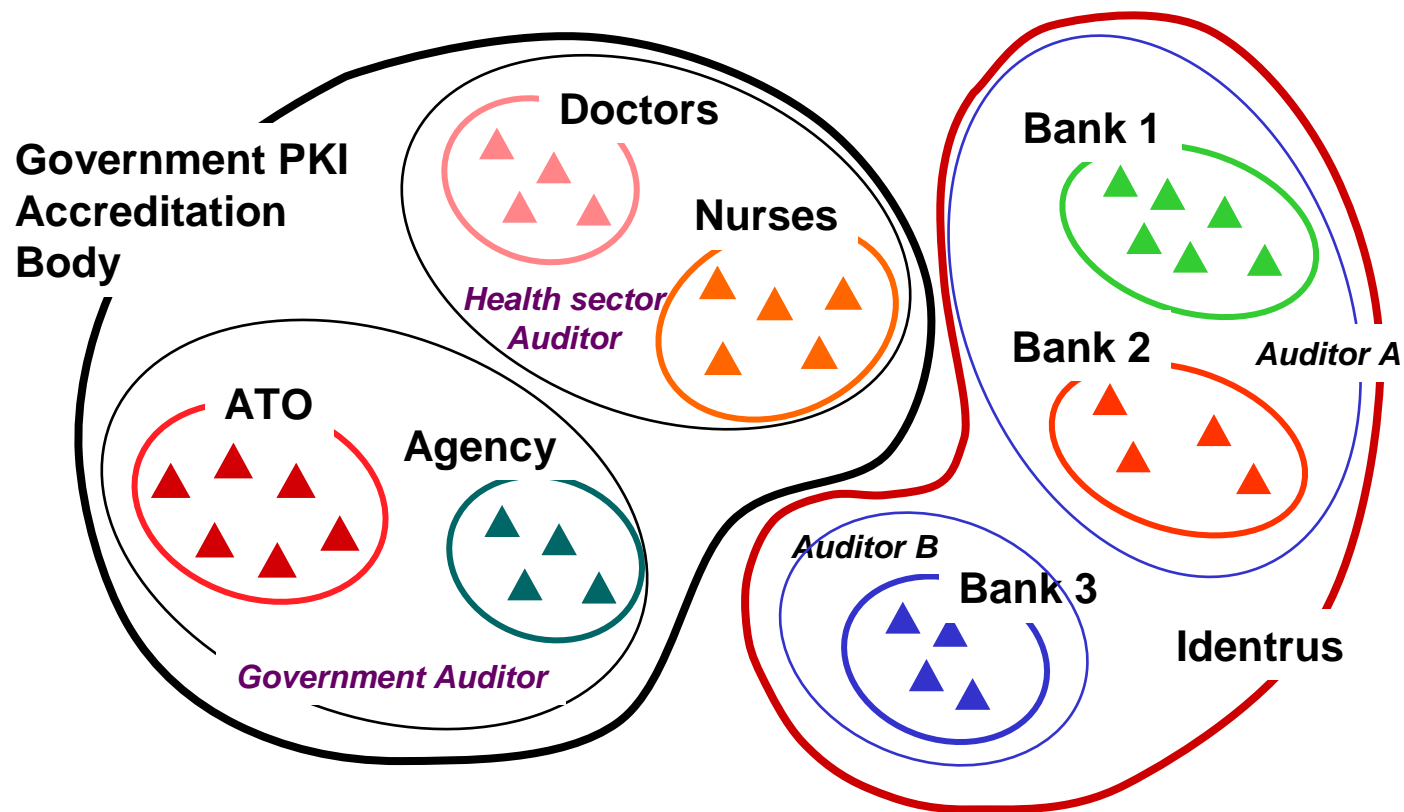 Government PKI
Accreditation
Body
Doctors
Nurses
Health sector
Auditor
ATO
Agency
Government Auditor
Bank 1
Bank 2
Auditor A
Auditor B
Bank 3
Identrus